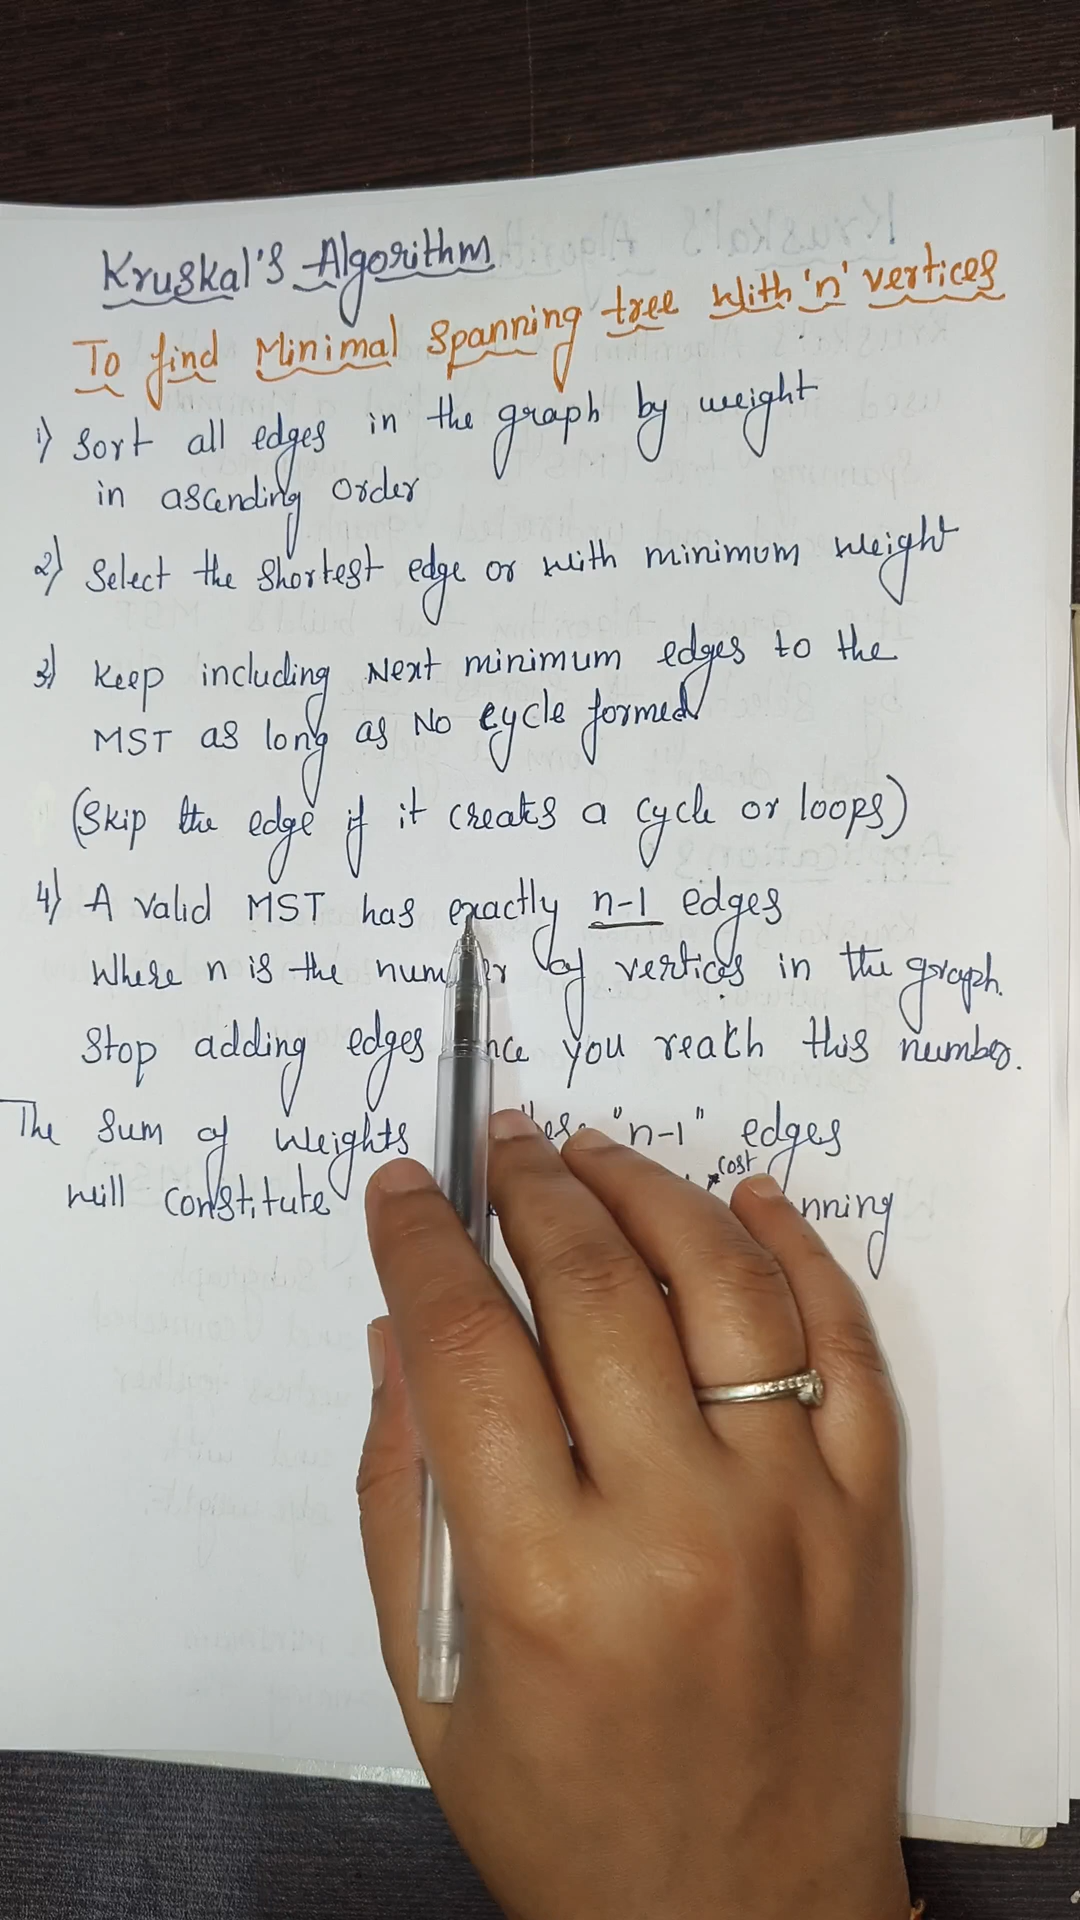 Kruskal's Algorithm
To find Minimal Spanning tree with 'n' vertices
1) Sort all edges in the graph by weight
in ascending order
2) Select the shortest edge or with minimum weight
3) Keep including Next minimum edges to the
MST as long as No cycle formed
(Skip the edge if it creats a cycle or loops)
4) A valid MST has exactly n-1 edges
Where n is the number of vertices in the graph.
Stop adding edges once you reach this number.
The sum of weights "n-1" edges
cost
will constitute